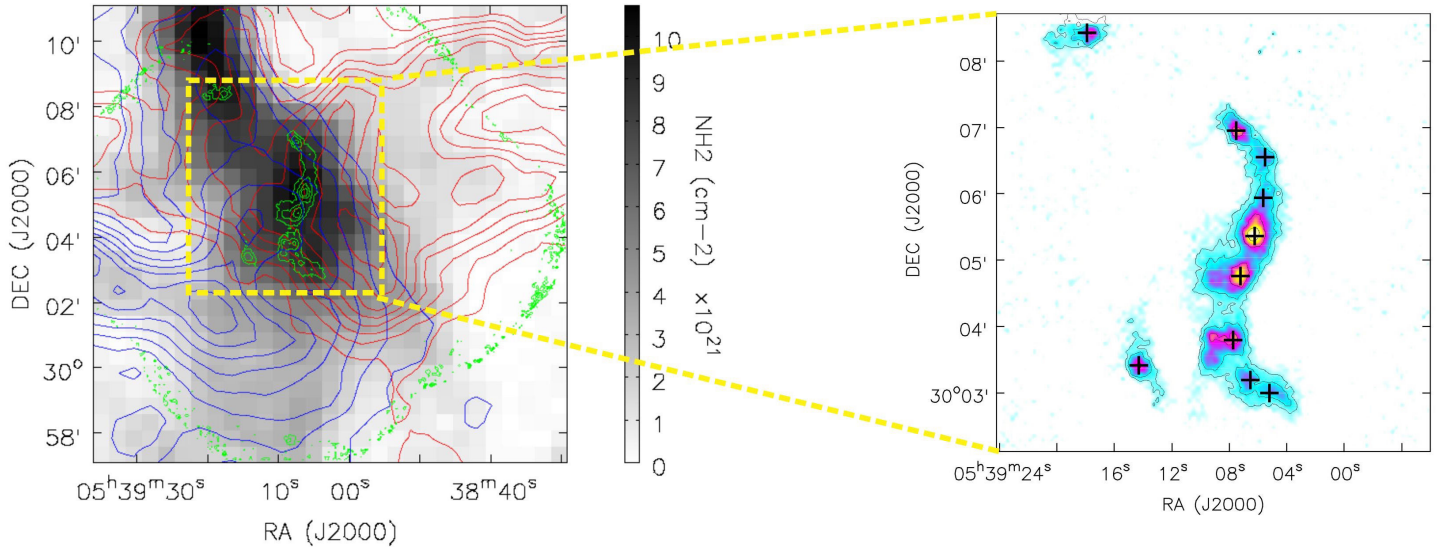 10'
08'
06'
04'
02'
30°
58'
05ʰ39ᵐ30ˢ
10ˢ
00ˢ
38ᵐ40ˢ
RA (J2000)
DEC (J2000)
10
9
8
7
6
5
4
3
2
1
0
NH2 (cm−2) x10²¹
08'
07'
06'
05'
04'
30°03'
05ʰ39ᵐ24ˢ
16ˢ
12ˢ
08ˢ
04ˢ
00ˢ
RA (J2000)
DEC (J2000)